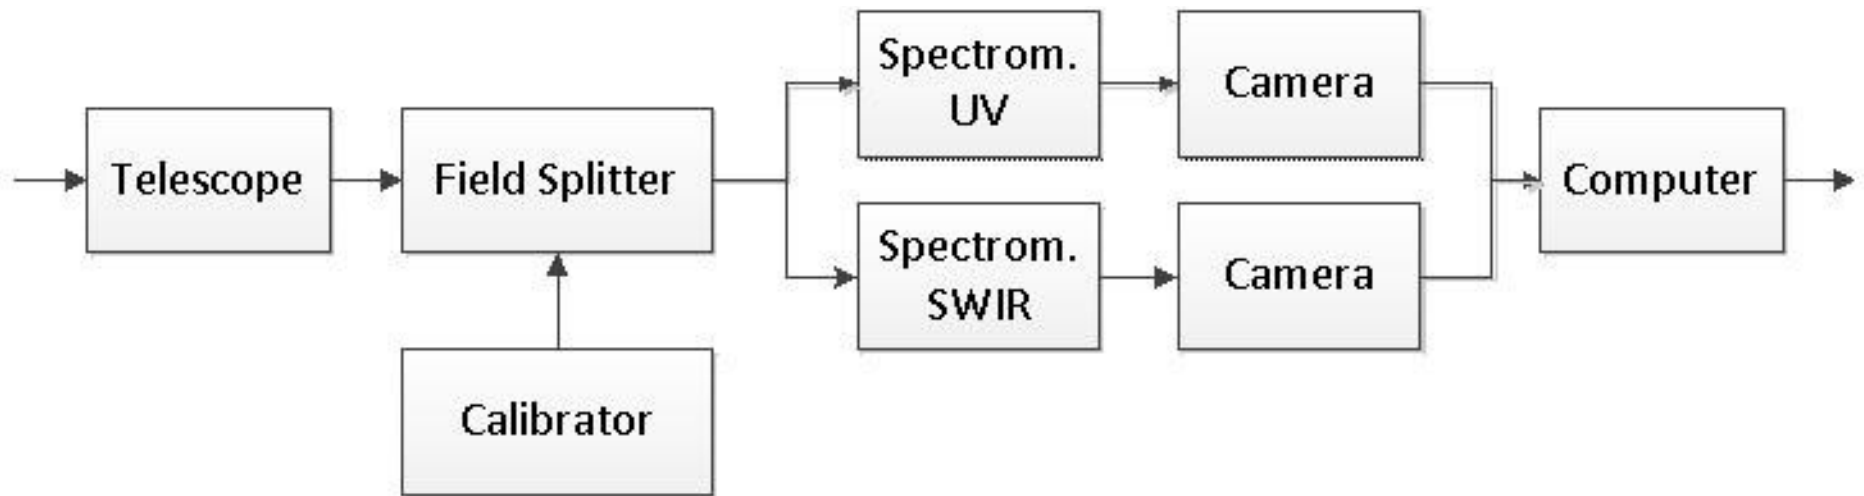 Telescope
Field Splitter
Calibrator
Spectrom.
UV
Camera
Spectrom.
SWIR
Camera
Computer